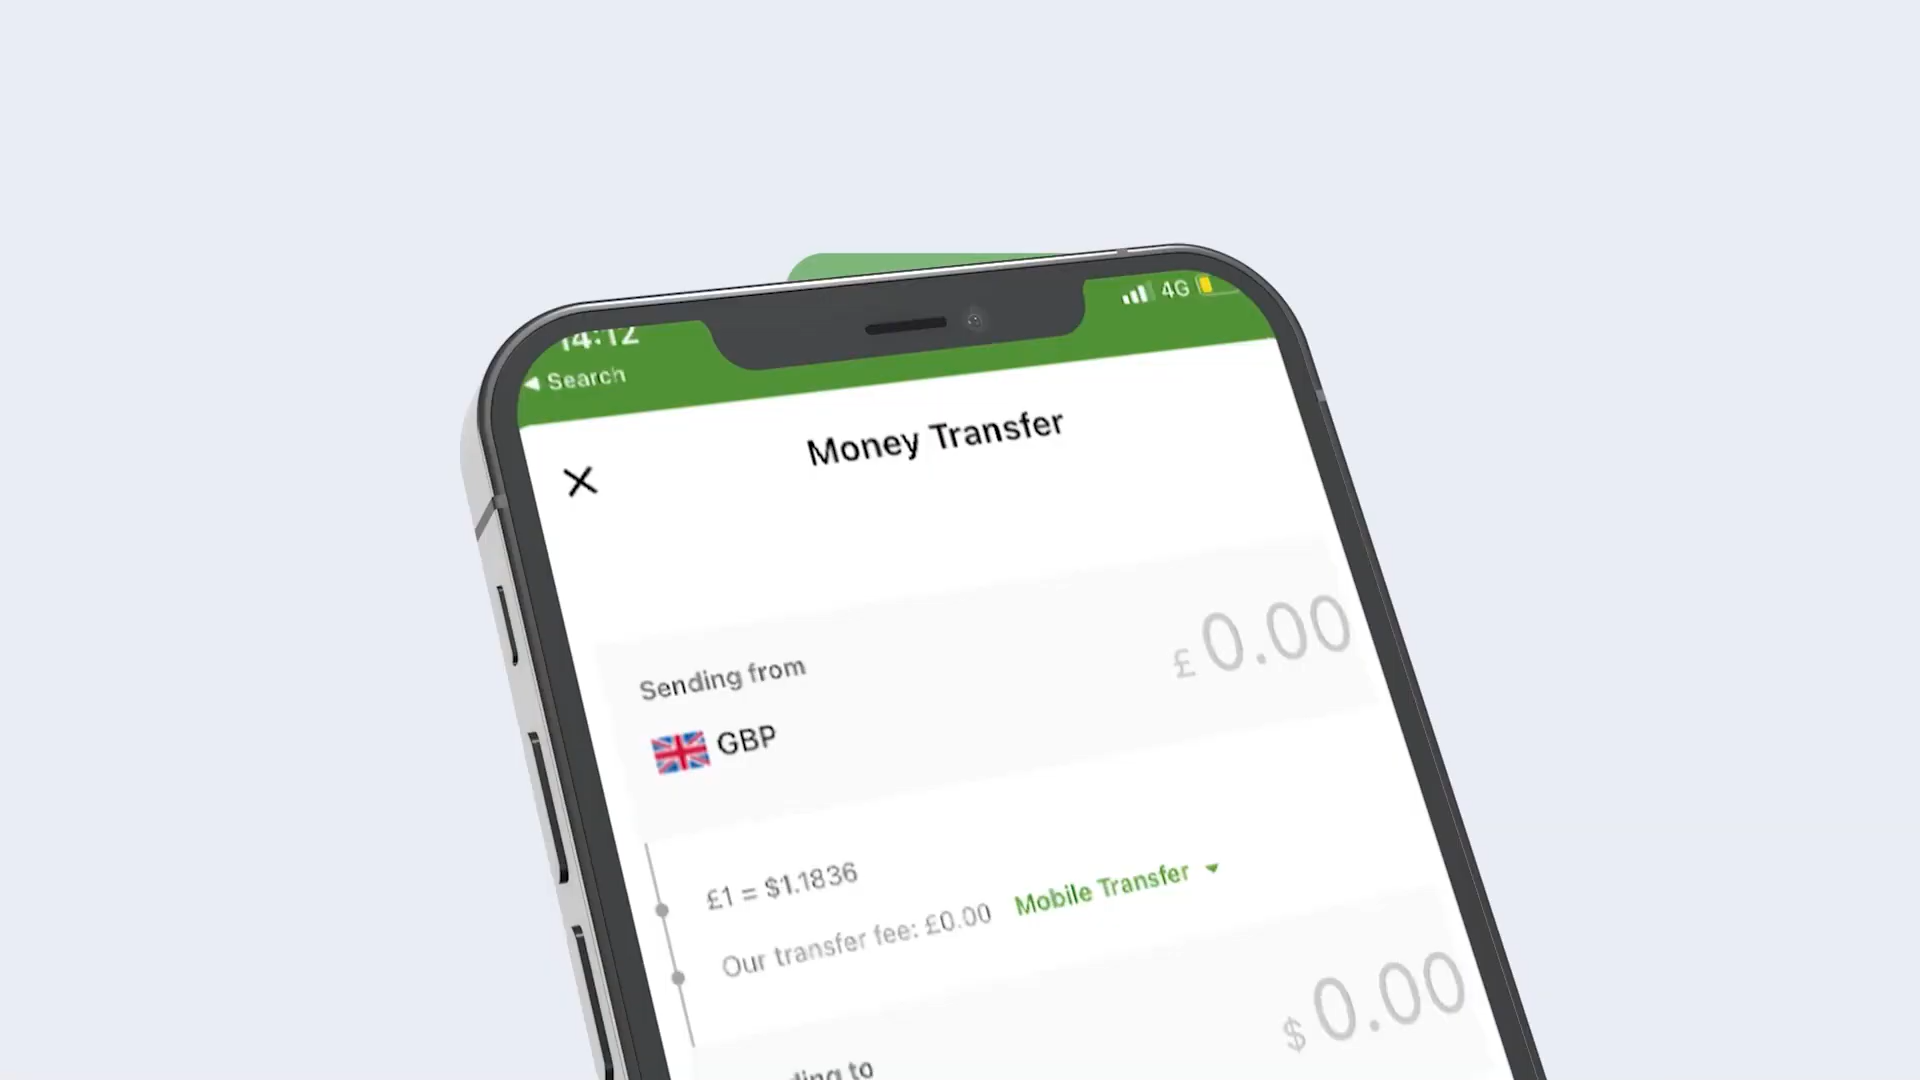 14:12
4G
Search
Money Transfer
Sending from
£ 0.00
GBP
£1 = $1.1836
Our transfer fee: £0.00 Mobile Transfer
$ 0.00
to